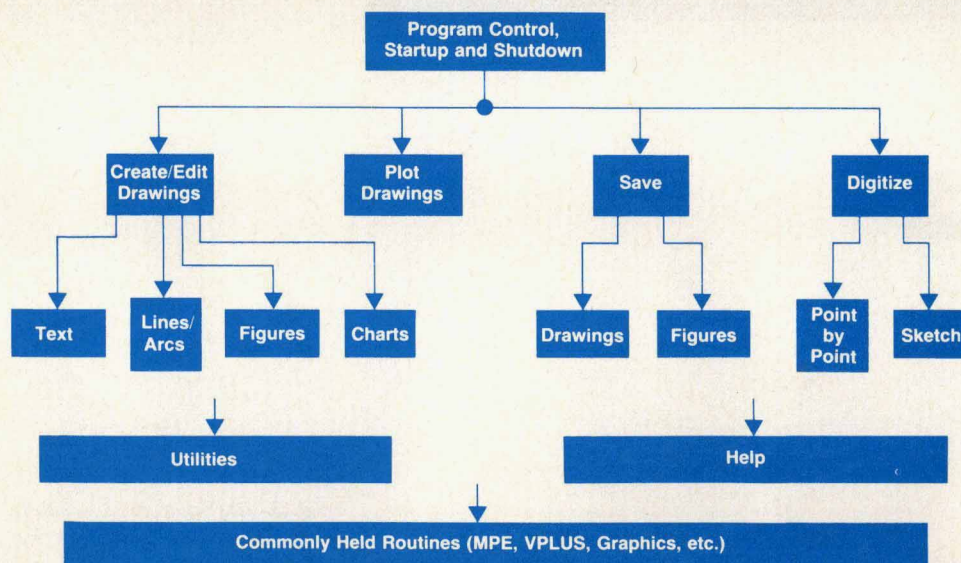 Program Control,
Startup and Shutdown
Create/Edit
Drawings
Plot
Drawings
Save
Digitize
Text
Lines/
Arcs
Figures
Charts
Drawings
Figures
Point
by
Point
Sketch
Utilities
Help
Commonly Held Routines (MPE, VPLUS, Graphics, etc.)